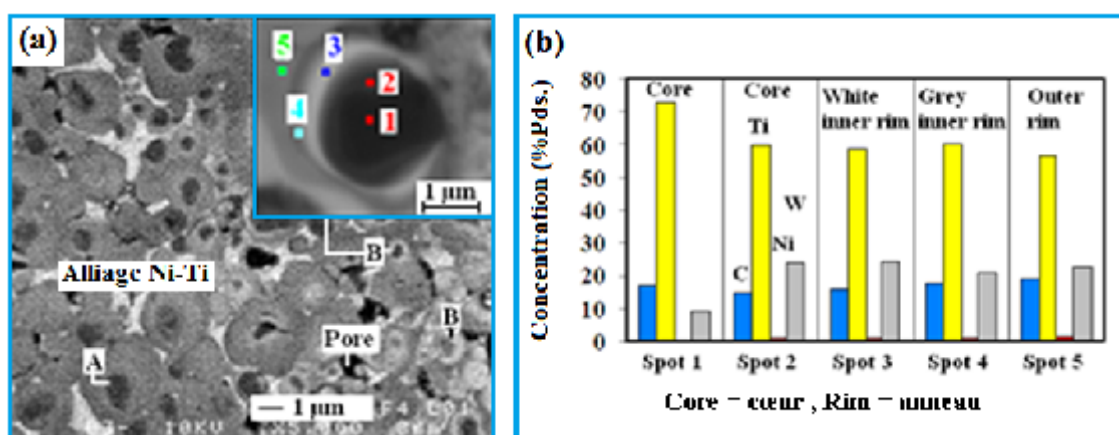 (a)
5 3
2
4
1
1 µm
B
Alliage Ni-Ti
B
Pore
A
1 µm
10KV
(b)
Concentration (%Pds.)
80
70
60
50
40
30
20
10
0
Core Core White inner rim Grey inner rim Outer rim
Ti
W
Ni
C
Spot 1 Spot 2 Spot 3 Spot 4 Spot 5
Core = cœur , Rim = anneau